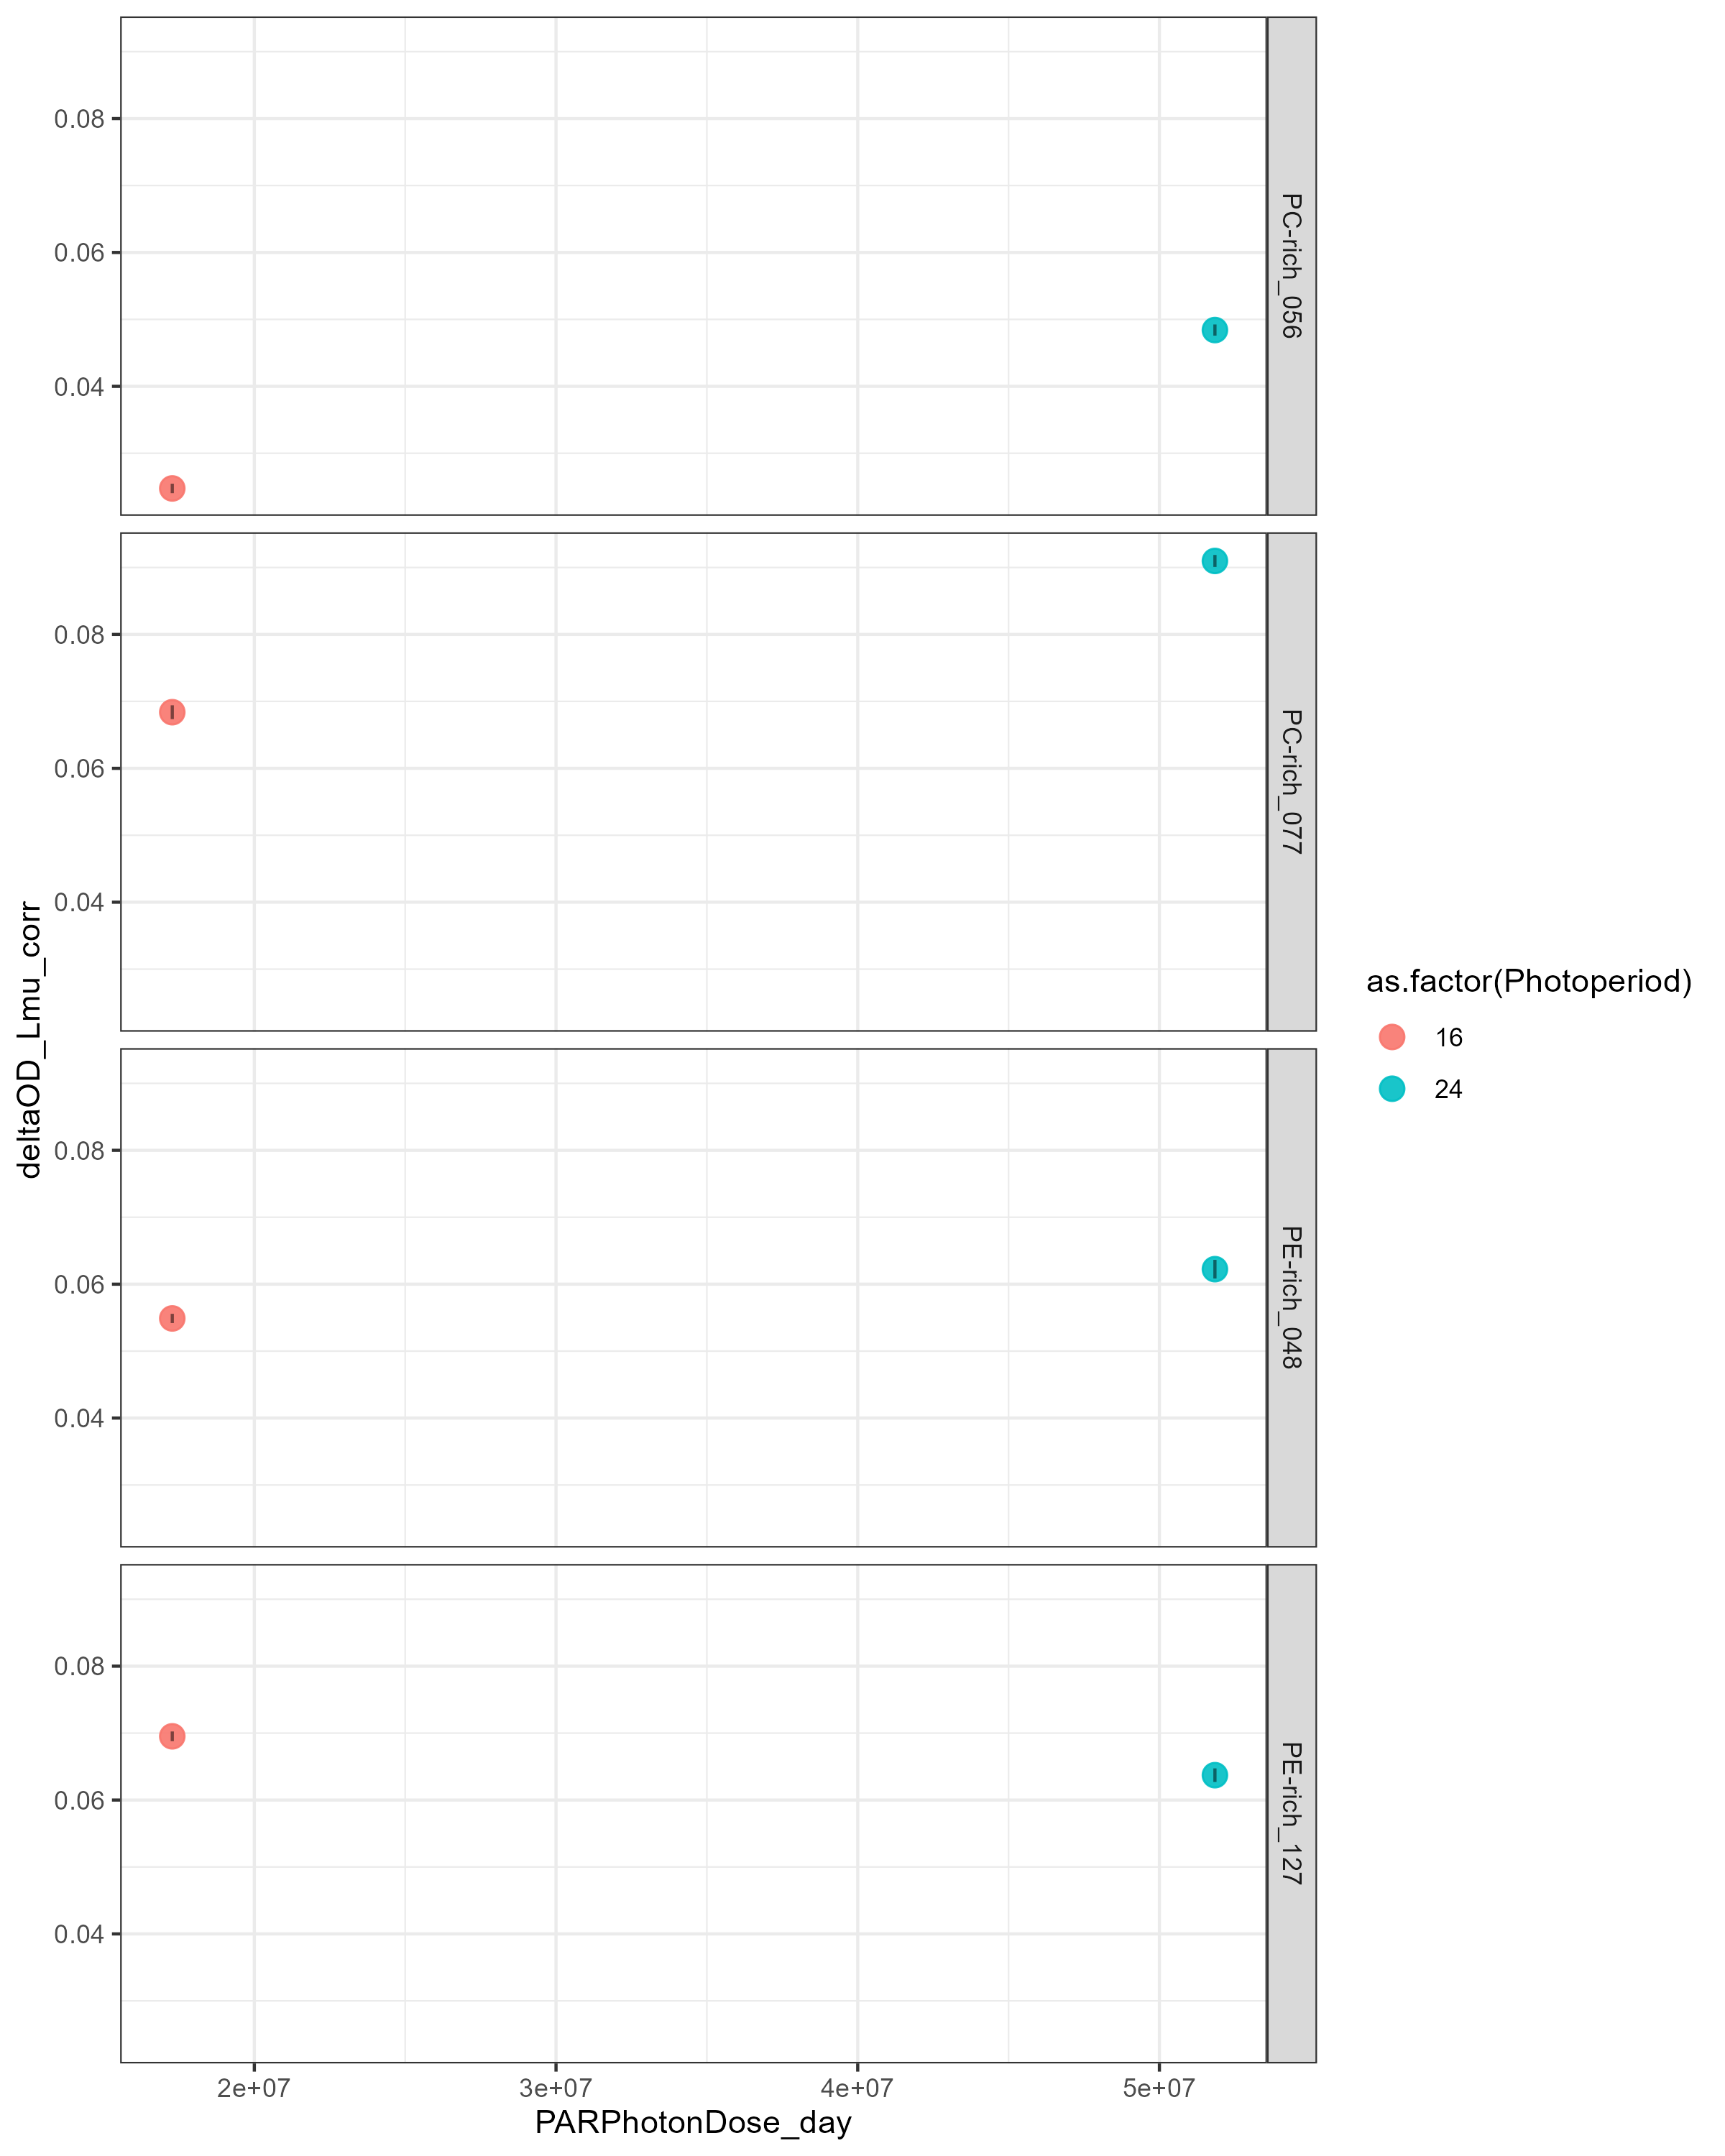 0.08
0.06
0.04
PC-rich_056
0.08
0.06
0.04
PC-rich_077
0.08
0.06
0.04
PE-rich_048
0.08
0.06
0.04
PE-rich_127
2e+07 3e+07 4e+07 5e+07
PARPhotonDose_day
deltaOD_Lmu_corr
as.factor(Photoperiod)
16
24